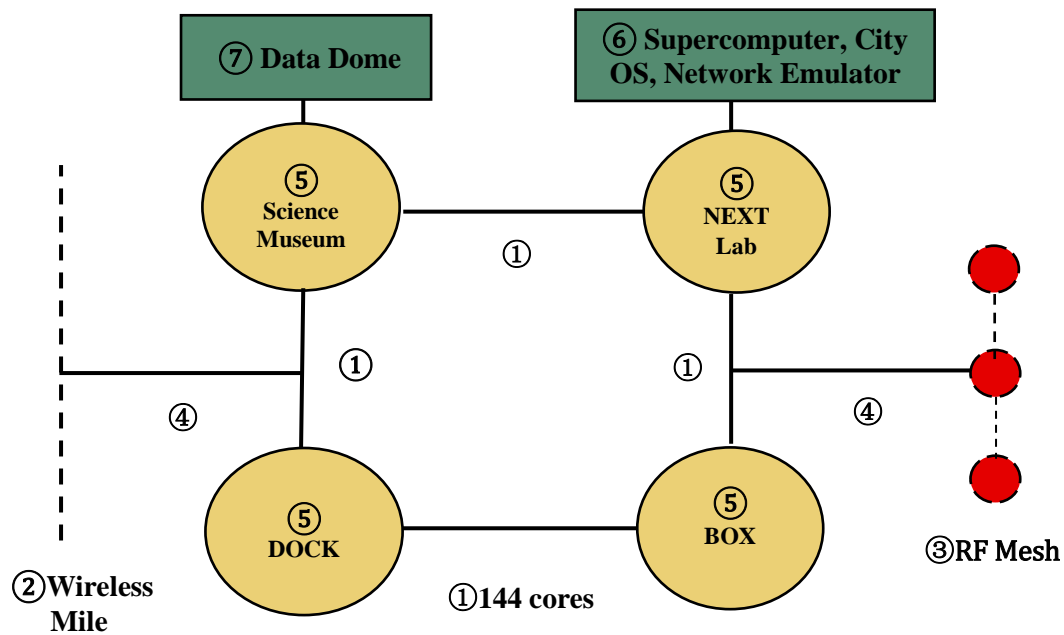 ⑦ Data Dome
⑥ Supercomputer, City
OS, Network Emulator
⑤
Science
Museum
⑤
NEXT
Lab
①
①
①
④
④
⑤
DOCK
⑤
BOX
③RF Mesh
②Wireless
Mile
①144 cores